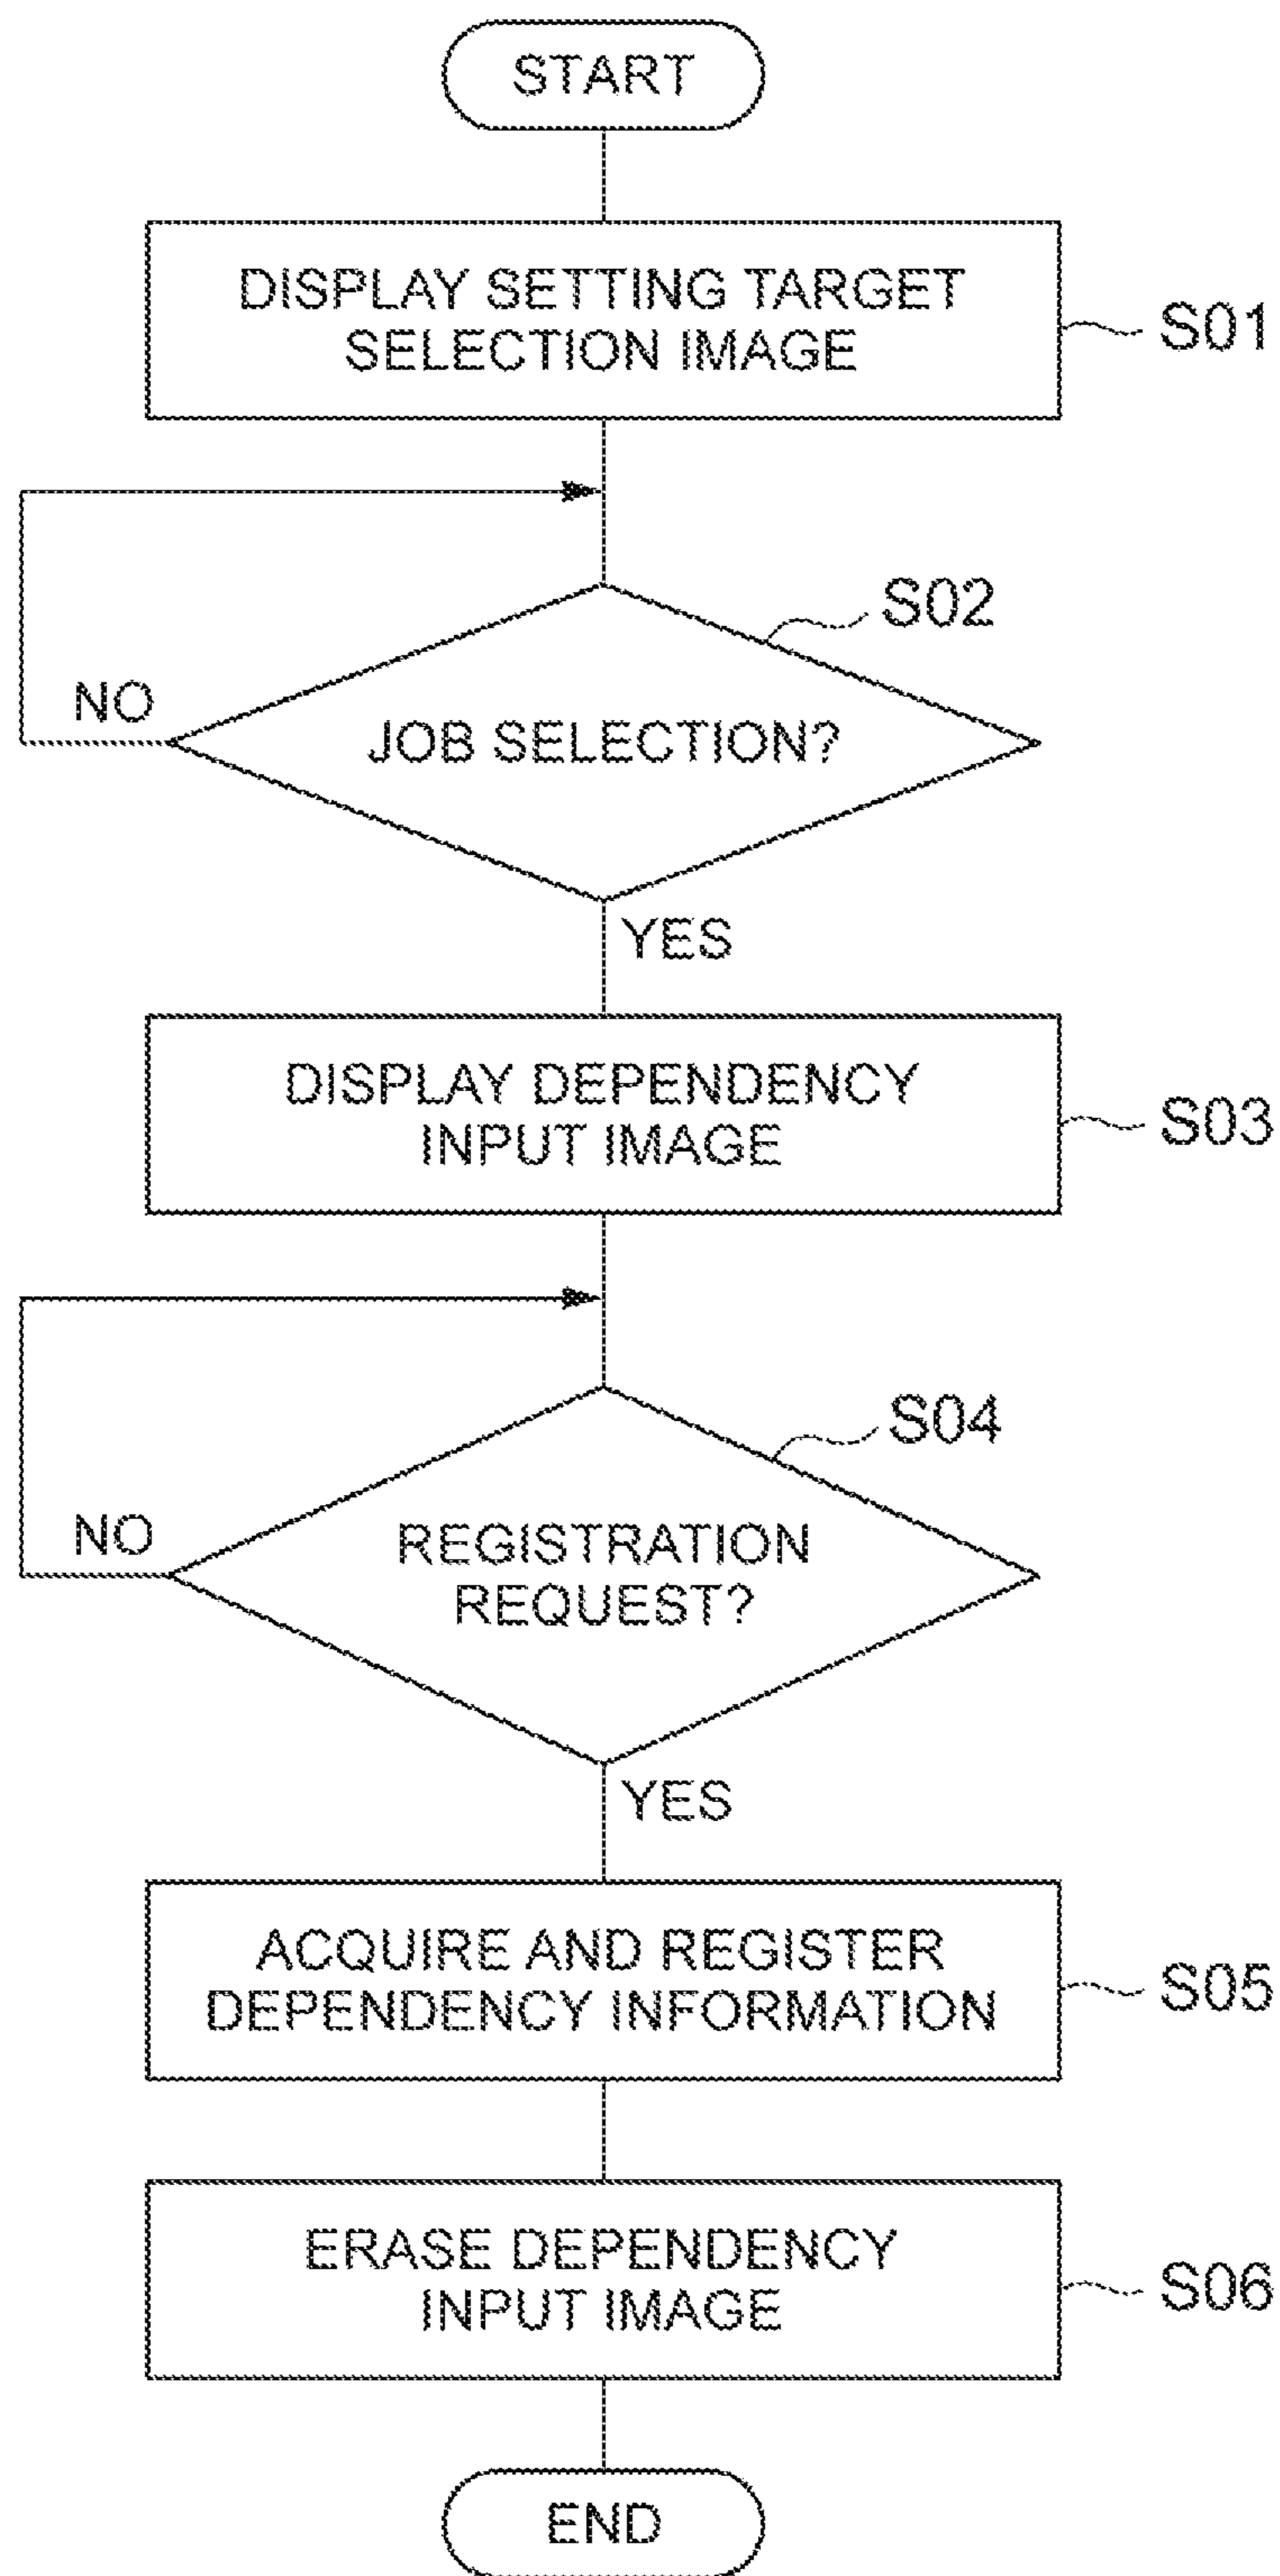 START
DISPLAY SETTING TARGET
SELECTION IMAGE
S01
S02
NO
JOB SELECTION?
YES
DISPLAY DEPENDENCY
INPUT IMAGE
S03
S04
NO
REGISTRATION
REQUEST?
YES
ACQUIRE AND REGISTER
DEPENDENCY INFORMATION
S05
ERASE DEPENDENCY
INPUT IMAGE
S06
END